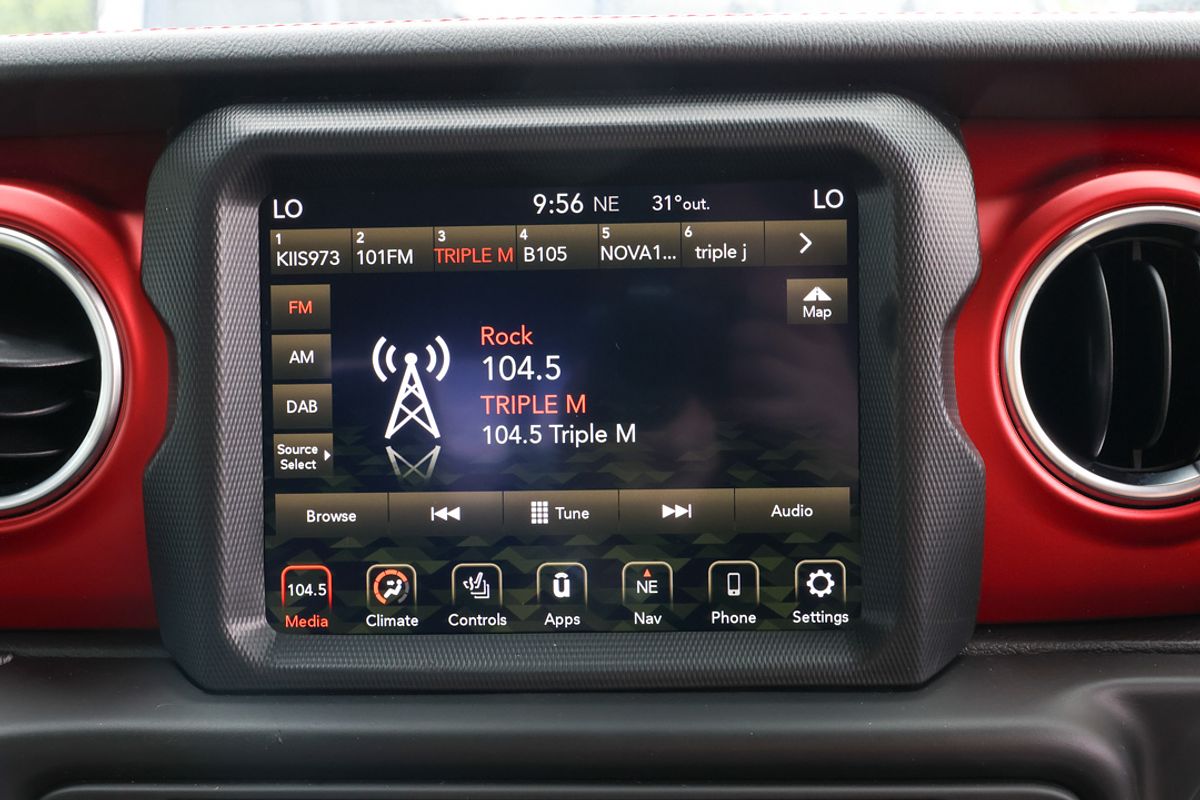 LO 9:56 NE 31°out. LO
1 2 3 4 5 6
KIIS973 101FM TRIPLE M B105 NOVA1... triple j
FM
AM
DAB
Source
Select
Map
Rock
104.5
TRIPLE M
104.5 Triple M
Browse Tune Audio
104.5 NE
Media Climate Controls Apps Nav Phone Settings